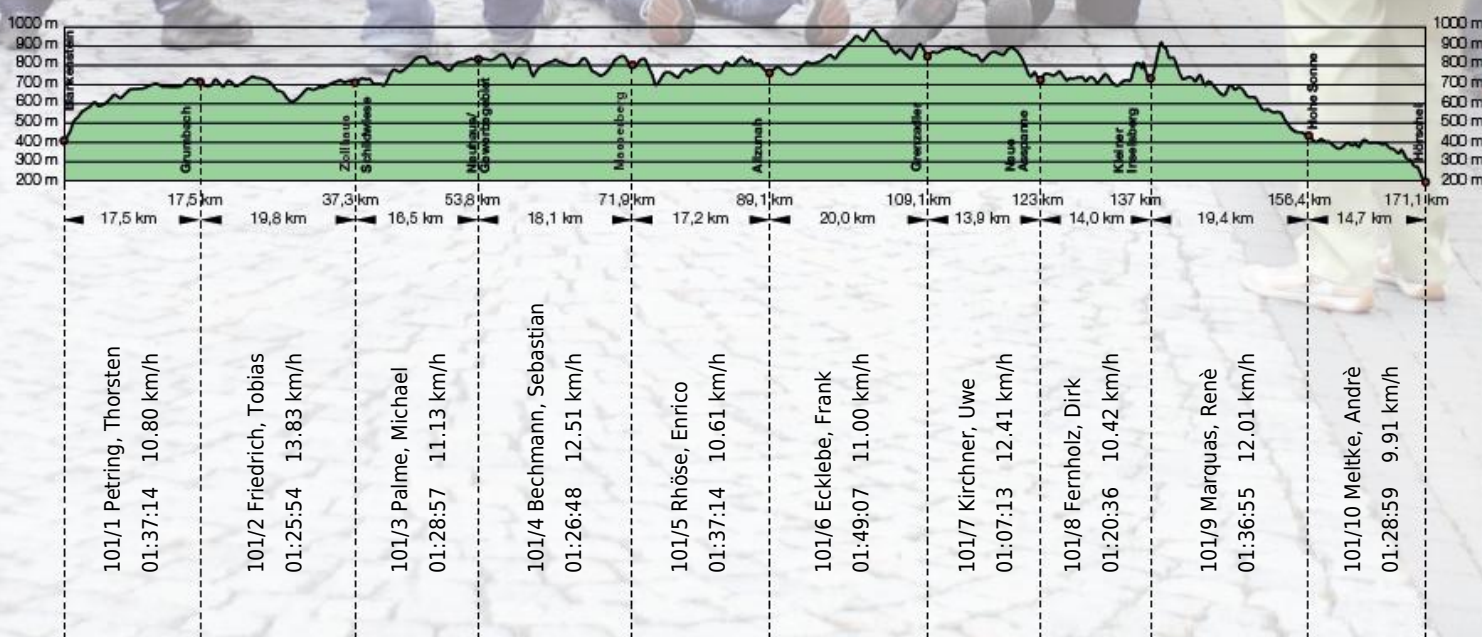 1000 m
900 m
800 m
700 m
600 m
500 m
400 m
300 m
200 m
1000 m
900 m
800 m
700 m
600 m
500 m
400 m
300 m
200 m
Blankenstein
Grumbach
Zollhaus
Schildwiese
Neuhaus/
Masserberg
Allzunah
Grenzadler
Neue
Ausspanne
Kleiner
Inselsberg
Hohe Sonne
Hörschel
17,5 km
37,3 km
53,8 km
71,9 km
89,1 km
109,1 km
123 km
137 km
156,4 km
171,1 km
17,5 km
19,8 km
16,5 km
18,1 km
17,2 km
20,0 km
13,9 km
14,0 km
19,4 km
14,7 km
101/1 Petring, Thorsten
01:37:14 10.80 km/h
101/2 Friedrich, Tobias
01:25:54 13.83 km/h
101/3 Palme, Michael
01:28:57 11.13 km/h
101/4 Bechmann, Sebastian
01:26:48 12.51 km/h
101/5 Rhöse, Enrico
01:37:14 10.61 km/h
101/6 Ecklebe, Frank
01:49:07 11.00 km/h
101/7 Kirchner, Uwe
01:07:13 12.41 km/h
101/8 Fernholz, Dirk
01:20:36 10.42 km/h
101/9 Marquas, Renè
01:36:55 12.01 km/h
101/10 Meltke, Andrè
01:28:59 9.91 km/h